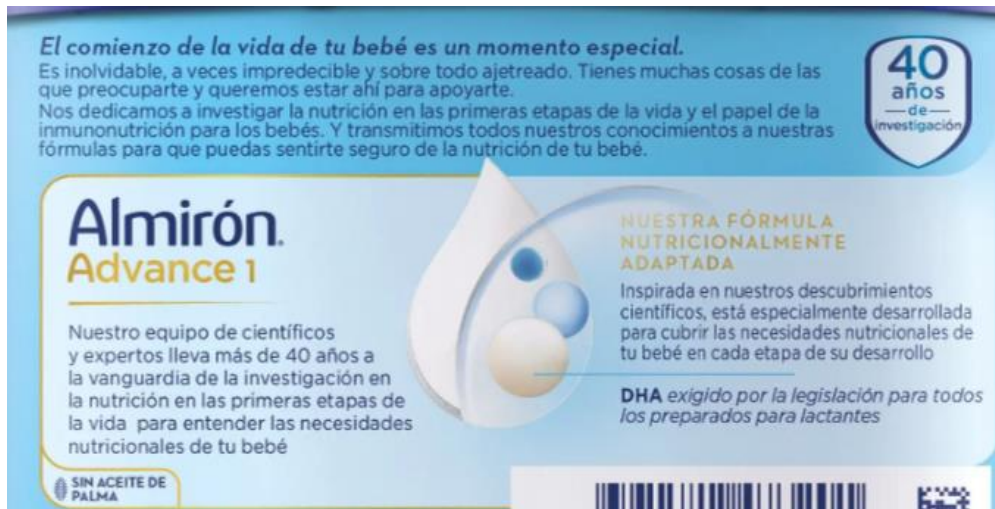 El comienzo de la vida de tu bebé es un momento especial.
Es inolvidable, a veces impredecible y sobre todo ajetreado. Tienes muchas cosas de las
que preocuparte y queremos estar ahí para apoyarte.
Nos dedicamos a investigar la nutrición en las primeras etapas de la vida y el papel de la
inmunonutrición para los bebés. Y transmitimos todos nuestros conocimientos a nuestras
fórmulas para que puedas sentirte seguro de la nutrición de tu bebé.
40
años
de
investigación
Almirón
Advance 1
Nuestro equipo de científicos
y expertos lleva más de 40 años a
la vanguardia de la investigación en
la nutrición en las primeras etapas de
la vida para entender las necesidades
nutricionales de tu bebé
SIN ACEITE DE
PALMA
NUESTRA FÓRMULA
NUTRICIONALMENTE
ADAPTADA
Inspirada en nuestros descubrimientos
científicos, está especialmente desarrollada
para cubrir las necesidades nutricionales de
tu bebé en cada etapa de su desarrollo
DHA exigido por la legislación para todos
los preparados para lactantes